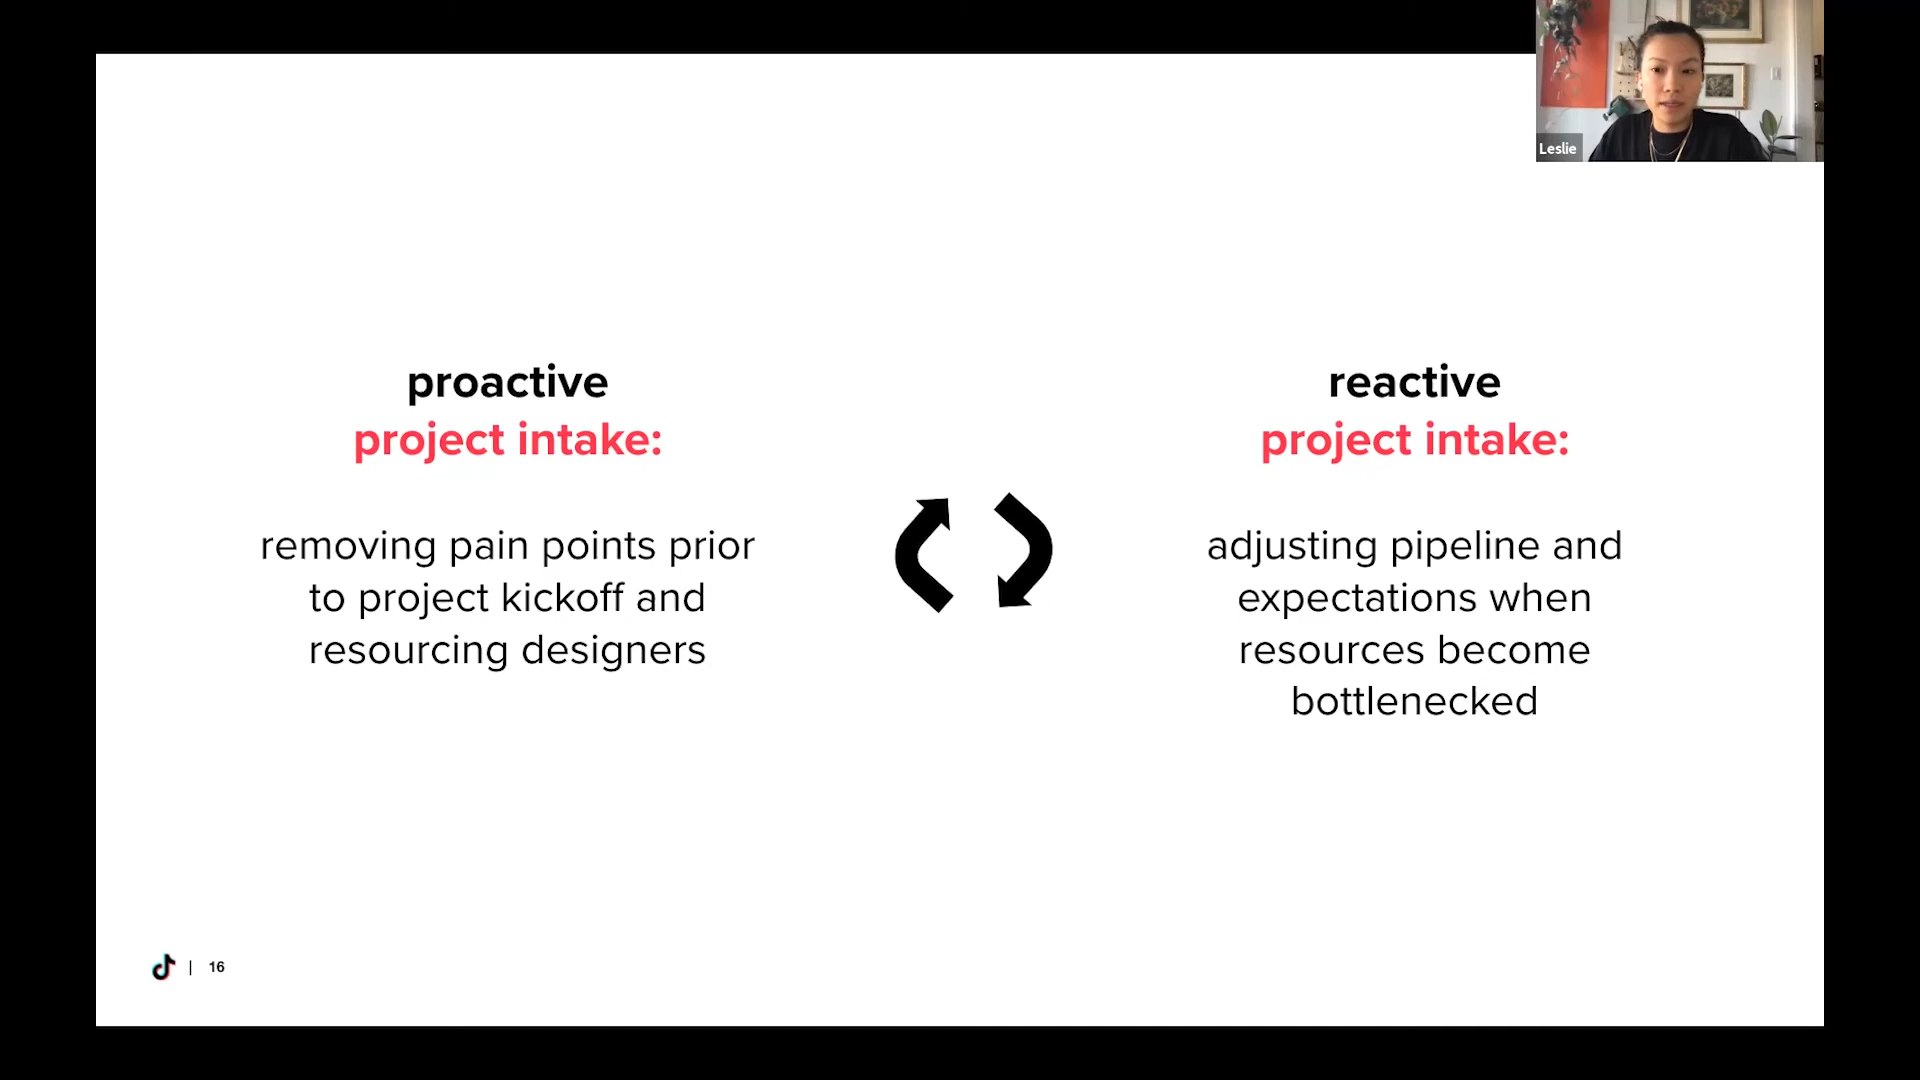 Leslie
proactive
project intake:
removing pain points prior
to project kickoff and
resourcing designers
reactive
project intake:
adjusting pipeline and
expectations when
resources become
bottlenecked
| 16